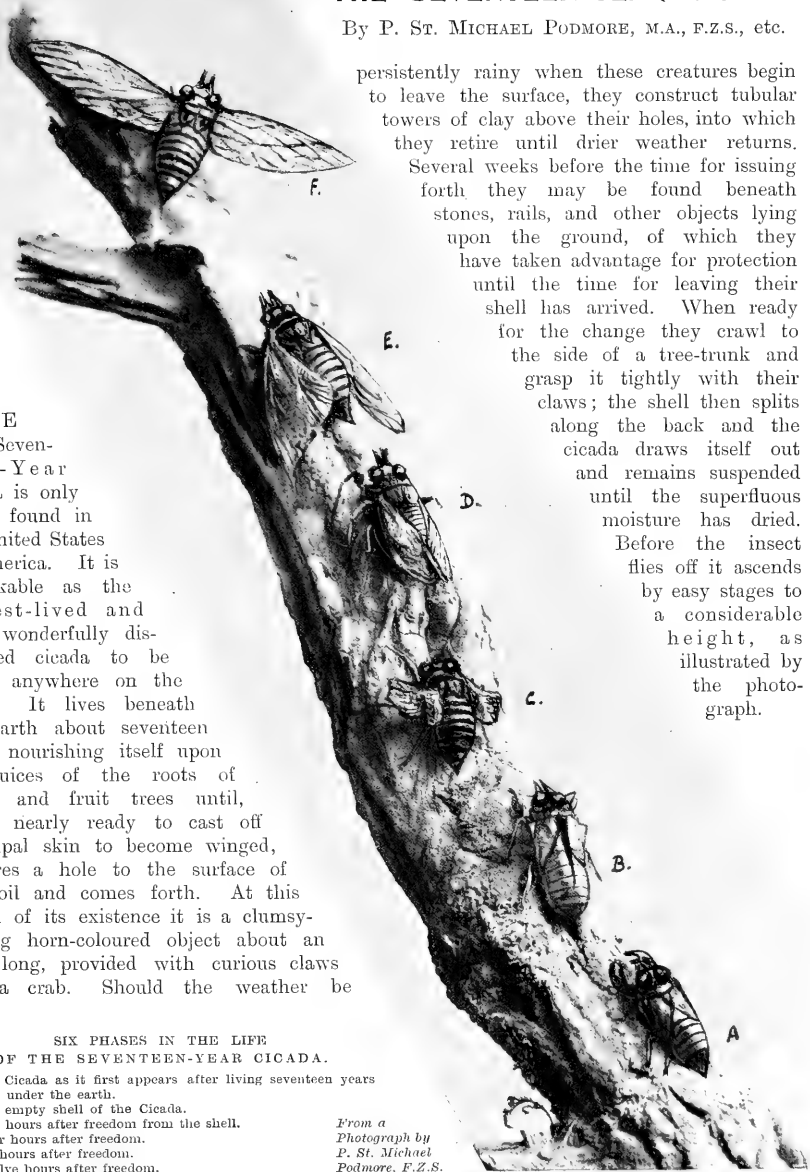 By P. St. Michael Podmore, M.A., F.Z.S., etc.
E
Seven-
-Year
is only
found in
United States
It is
as the
and
wonderfully dis-
cicada to be
anywhere on the
It lives beneath
about seventeen
nourishing itself upon
of the roots of
and fruit trees until,
nearly ready to cast off
skin to become winged,
a hole to the surface of
and comes forth. At this
of its existence it is a clumsy-
horn-coloured object about an
long, provided with curious claws
a crab. Should the weather be
persistently rainy when these creatures begin
to leave the surface, they construct tubular
towers of clay above their holes, into which
they retire until drier weather returns.
Several weeks before the time for issuing
forth they may be found beneath
stones, rails, and other objects lying
upon the ground, of which they
have taken advantage for protection
until the time for leaving their
shell has arrived. When ready
for the change they crawl to
the side of a tree-trunk and
grasp it tightly with their
claws; the shell then splits
along the back and the
cicada draws itself out
and remains suspended
until the superfluous
moisture has dried.
Before the insect
flies off it ascends
by easy stages to
a considerable
height, as
illustrated by
the photo-
graph.
F.
E.
D.
C.
B.
A
SIX PHASES IN THE LIFE
OF THE SEVENTEEN-YEAR CICADA.
Cicada as it first appears after living seventeen years
under the earth.
empty shell of the Cicada.
hours after freedom from the shell.
hours after freedom.
hours after freedom.
hours after freedom.
From a
Photograph by
P. St. Michael
Podmore, F.Z.S.